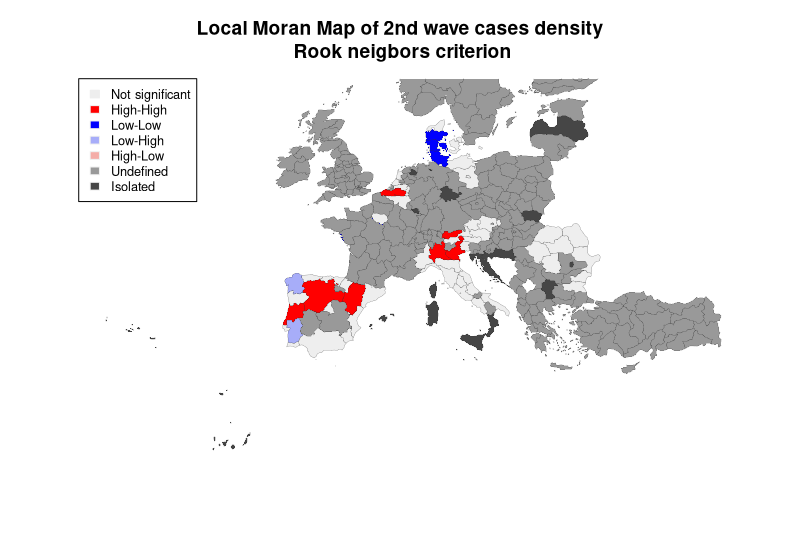 Local Moran Map of 2nd wave cases density
Rook neigbors criterion
Not significant
High-High
Low-Low
Low-High
High-Low
Undefined
Isolated